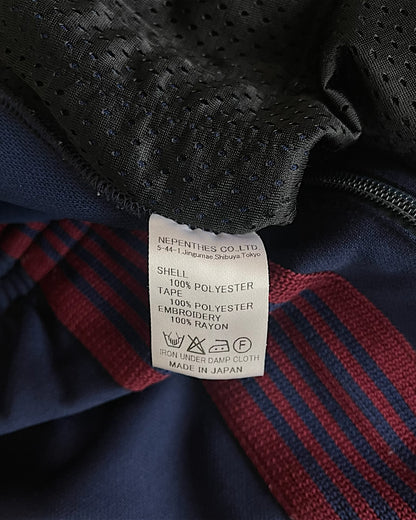 NEPENTHES CO.,LTD.
5-44-1,Jingumae,Shibuya,Tokyo
SHELL
100% POLYESTER
TAPE
100% POLYESTER
EMBROIDERY
100% RAYON
F
IRON UNDER DAMP CLOTH
MADE IN JAPAN